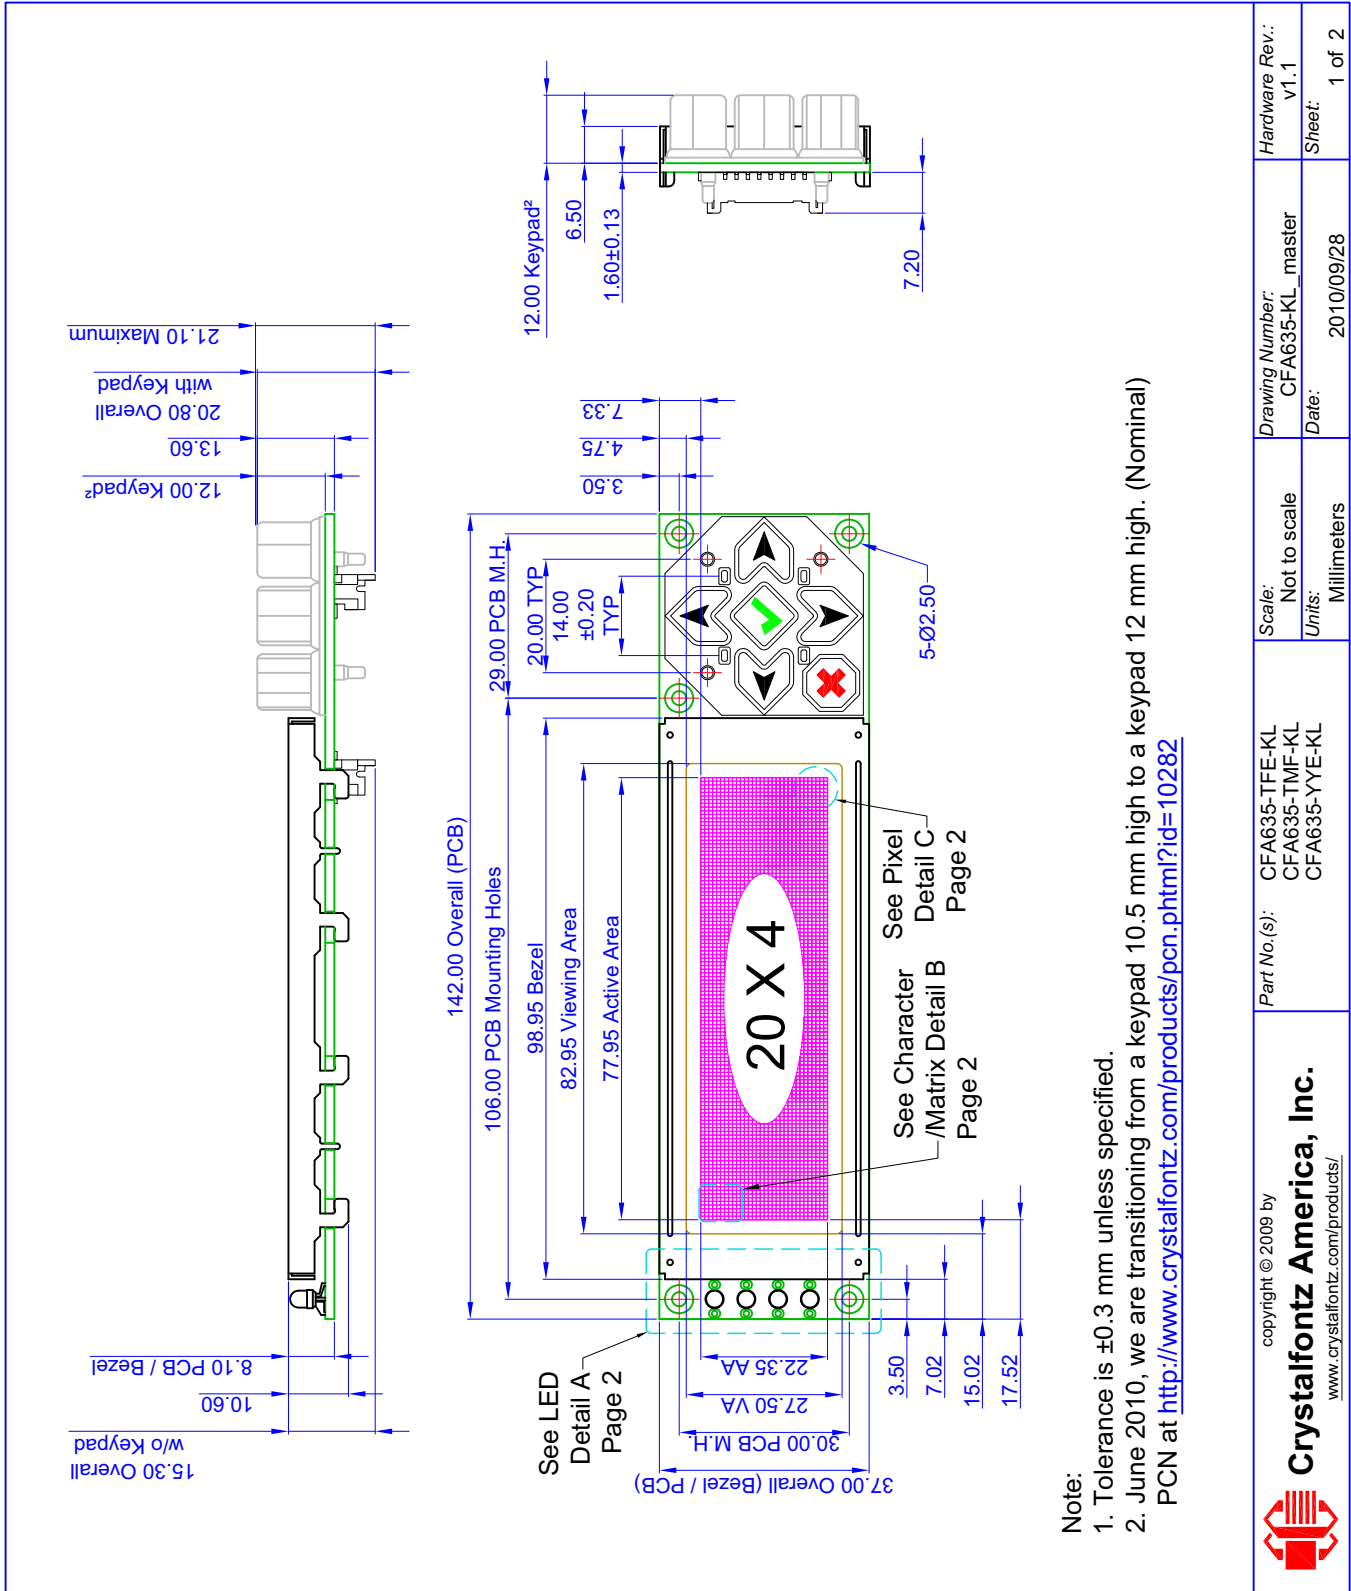 21.10 Maximum
20.80 Overall
with Keypad
13.60
12.00 Keypad²
12.00 Keypad²
6.50
1.60±0.13
7.20
15.30 Overall
w/o Keypad
10.60
8.10 PCB / Bezel
142.00 Overall (PCB)
106.00 PCB Mounting Holes
29.00 PCB M.H.
98.95 Bezel
20.00 TYP
82.95 Viewing Area
14.00
±0.20
TYP
77.95 Active Area
3.50
4.75
7.33
20 X 4
5-Ø2.50
See LED
Detail A
Page 2
See Character
/Matrix Detail B
Page 2
See Pixel
Detail C
Page 2
37.00 Overall (Bezel / PCB)
30.00 PCB M.H.
27.50 VA
22.35 AA
3.50
7.02
15.02
17.52
Note:
1. Tolerance is ±0.3 mm unless specified.
2. June 2010, we are transitioning from a keypad 10.5 mm high to a keypad 12 mm high. (Nominal)
PCN at http://www.crystalfontz.com/products/pcn.phtml?id=10282
copyright © 2009 by
Crystalfontz America, Inc.
www.crystalfontz.com/products/
Part No.(s):
CFA635-TFE-KL
CFA635-TMF-KL
CFA635-YYE-KL
Scale:
Not to scale
Units:
Millimeters
Drawing Number:
CFA635-KL_master
Date:
2010/09/28
Hardware Rev.:
v1.1
Sheet:
1 of 2